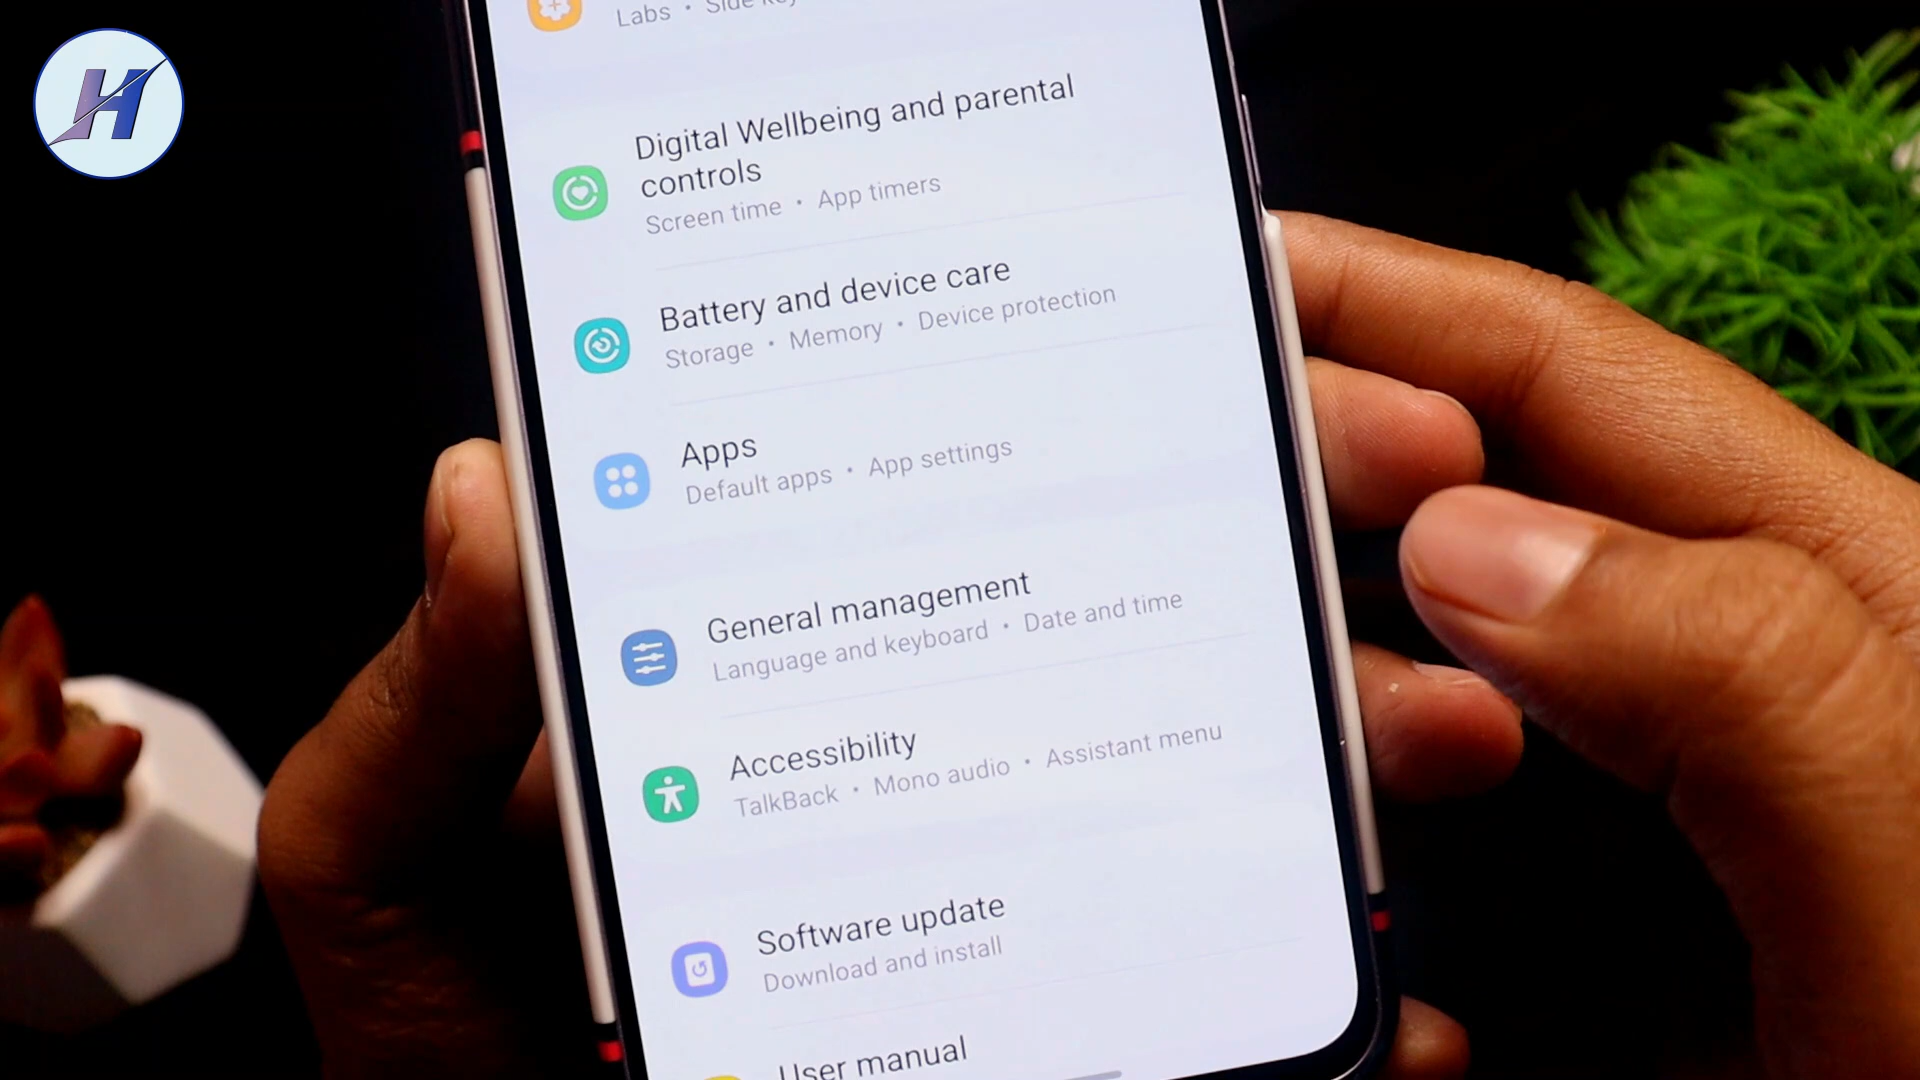 H
Labs • Side key
Digital Wellbeing and parental
controls
Screen time • App timers
Battery and device care
Storage • Memory • Device protection
Apps
Default apps • App settings
General management
Language and keyboard • Date and time
Accessibility
TalkBack • Mono audio • Assistant menu
Software update
Download and install
User manual